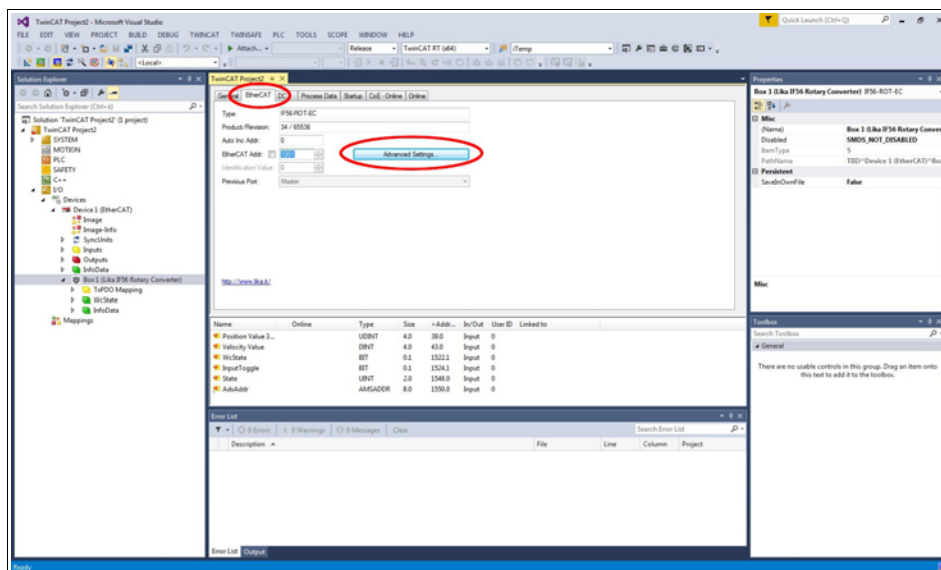 TwinCAT Project2 - Microsoft Visual Studio
Quick Launch (Ctrl+Q)
FILE EDIT VIEW PROJECT BUILD DEBUG TWINCAT TWINSAFE PLC TOOLS SCOPE WINDOW HELP
Attach... Release TwinCAT RT (x64) iTemp
<Local>
Solution Explorer
Search Solution Explorer (Ctrl+è)
Solution 'TwinCAT Project2' (1 project)
TwinCAT Project2
SYSTEM
MOTION
PLC
SAFETY
C++
I/O
Devices
Device 1 (EtherCAT)
Image
Image-Info
SyncUnits
Inputs
Outputs
InfoData
Box 1 (Lika IF56 Rotary Converter)
TxPDO Mapping
WcState
InfoData
Mappings
TwinCAT Project2
General EtherCAT DC Process Data Startup CoE - Online Online
Type: IF56-ROT-EC
Product/Revision: 34 / 65536
Auto Inc Addr: 0
EtherCAT Addr: 1001 Advanced Settings...
Identification Value: 0
Previous Port: Master
http://www.lika.it/
Name Online Type Size >Addr... In/Out User ID Linked to
Position Value 3... UDINT 4.0 39.0 Input 0
Velocity Value DINT 4.0 43.0 Input 0
WcState BIT 0.1 1522.1 Input 0
InputToggle BIT 0.1 1524.1 Input 0
State UINT 2.0 1548.0 Input 0
AdsAddr AMSADDR 8.0 1550.0 Input 0
Error List
0 Errors 0 Warnings 0 Messages Clear Search Error List
Description File Line Column Project
Error List Output
Properties
Box 1 (Lika IF56 Rotary Converter) IF56-ROT-EC
Misc
(Name) Box 1 (Lika IF56 Rotary Conver
Disabled SMDS_NOT_DISABLED
ItemType 5
PathName TIID^Device 1 (EtherCAT)^Bo
Persistent
SaveInOwnFile False
Misc
Toolbox
Search Toolbox
General
There are no usable controls in this group. Drag an item onto
this text to add it to the toolbox.
Ready